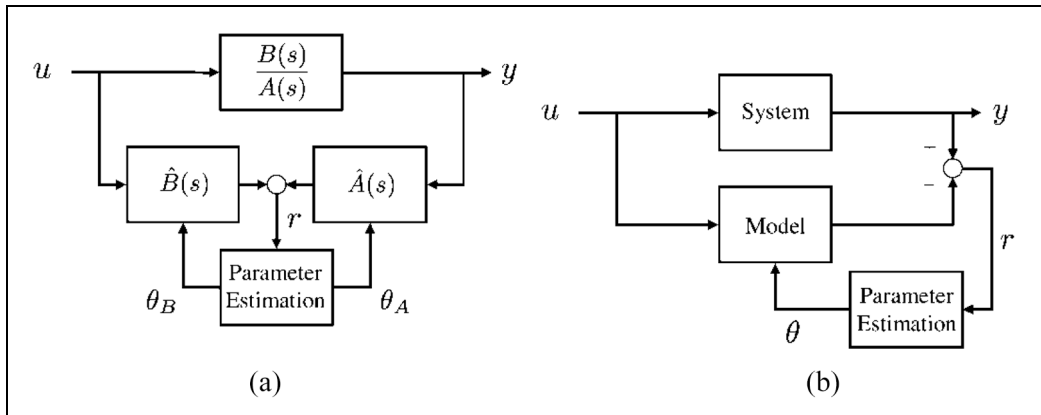 u
B(s)
A(s)
y
B̂(s)
Â(s)
r
Parameter
Estimation
θ_B
θ_A
(a)
u
System
y
−
−
Model
r
Parameter
Estimation
θ
(b)